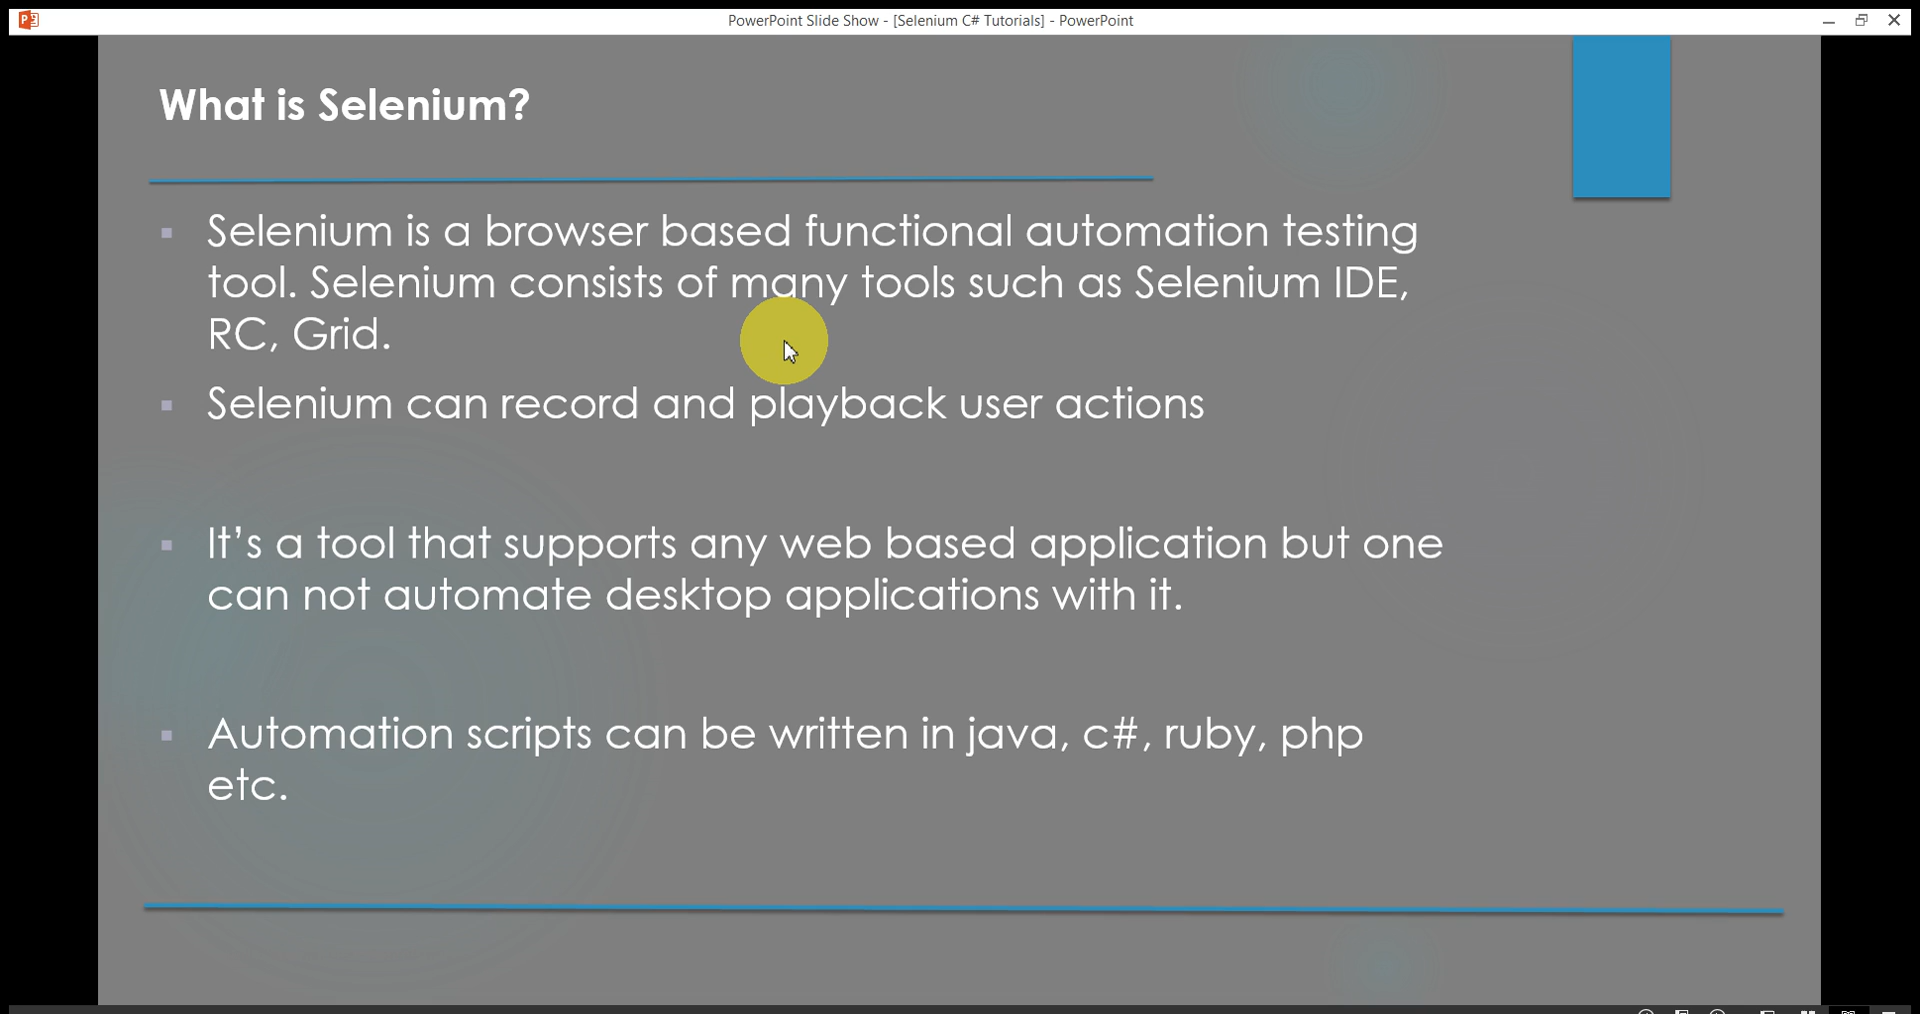 PowerPoint Slide Show - [Selenium C# Tutorials] - PowerPoint
What is Selenium?
▪ Selenium is a browser based functional automation testing
tool. Selenium consists of many tools such as Selenium IDE,
RC, Grid.
▪ Selenium can record and playback user actions
▪ It’s a tool that supports any web based application but one
can not automate desktop applications with it.
▪ Automation scripts can be written in java, c#, ruby, php
etc.